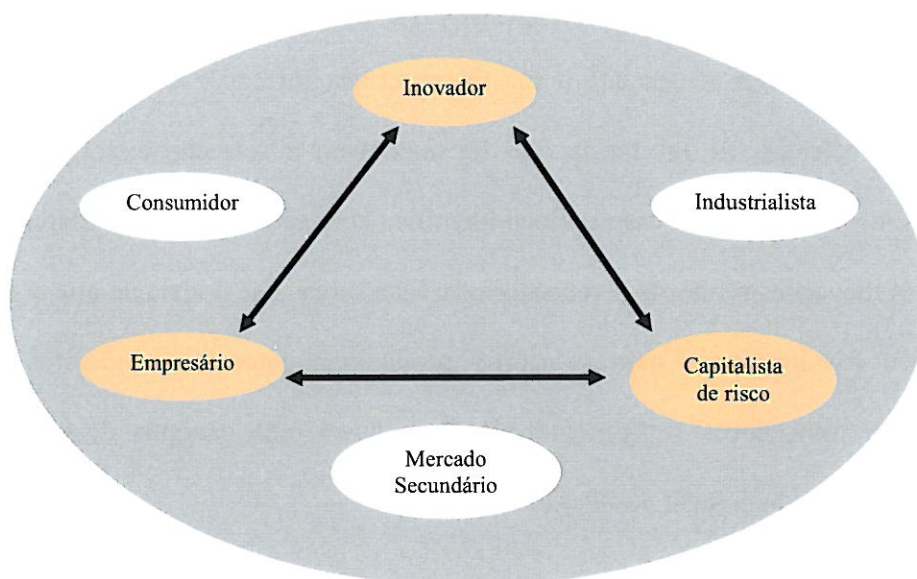 Inovador
Consumidor
Industrialista
Empresário
Capitalista
de risco
Mercado
Secundário